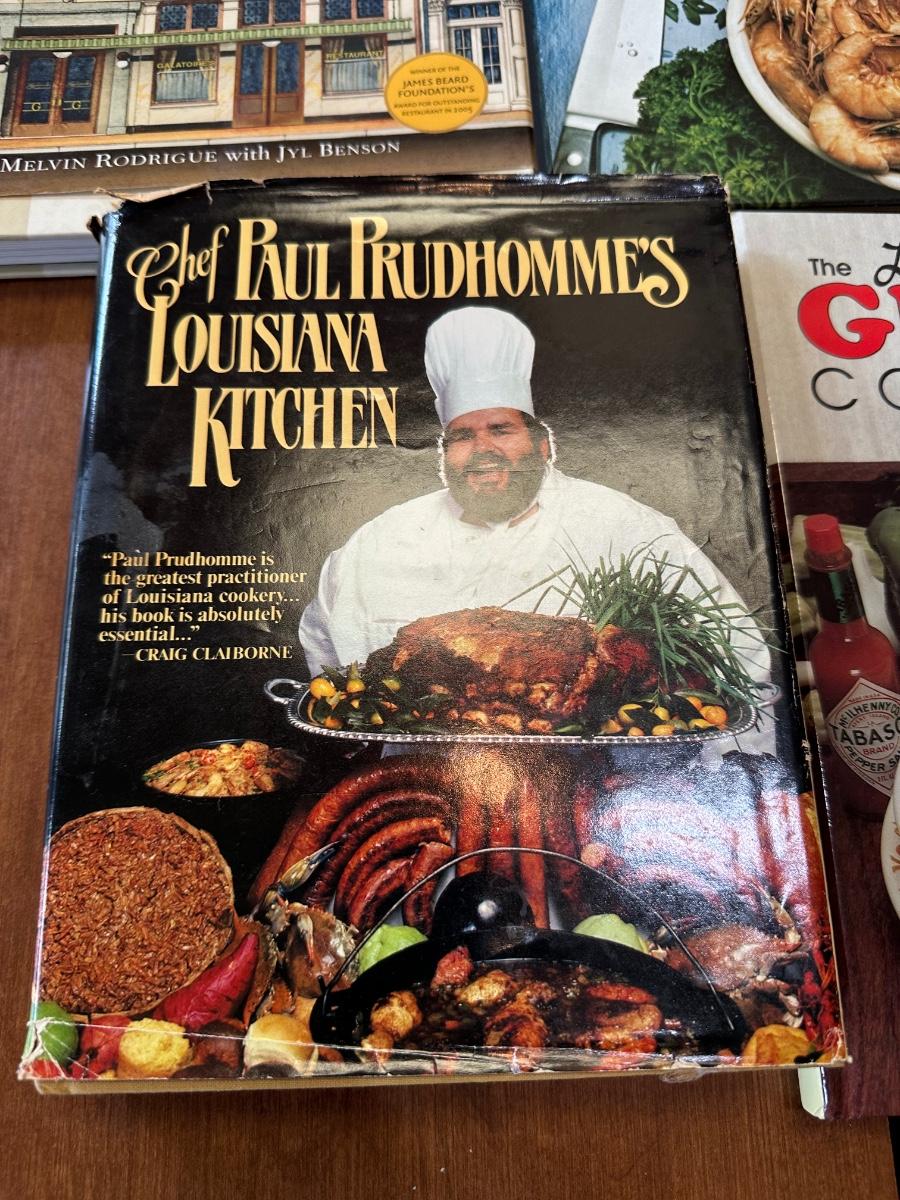 GALATOIRE'S
RESTAURANT
G G
WINNER OF THE
JAMES BEARD
FOUNDATION'S
AWARD FOR OUTSTANDING
RESTAURANT IN 2005
MELVIN RODRIGUE with JYL BENSON
Chef PAUL PRUDHOMME'S
LOUISIANA
KITCHEN
"Paul Prudhomme is
the greatest practitioner
of Louisiana cookery...
his book is absolutely
essential..."
—CRAIG CLAIBORNE
The
G
CO
McILHENNY CO
TABASCO
BRAND
PEPPER